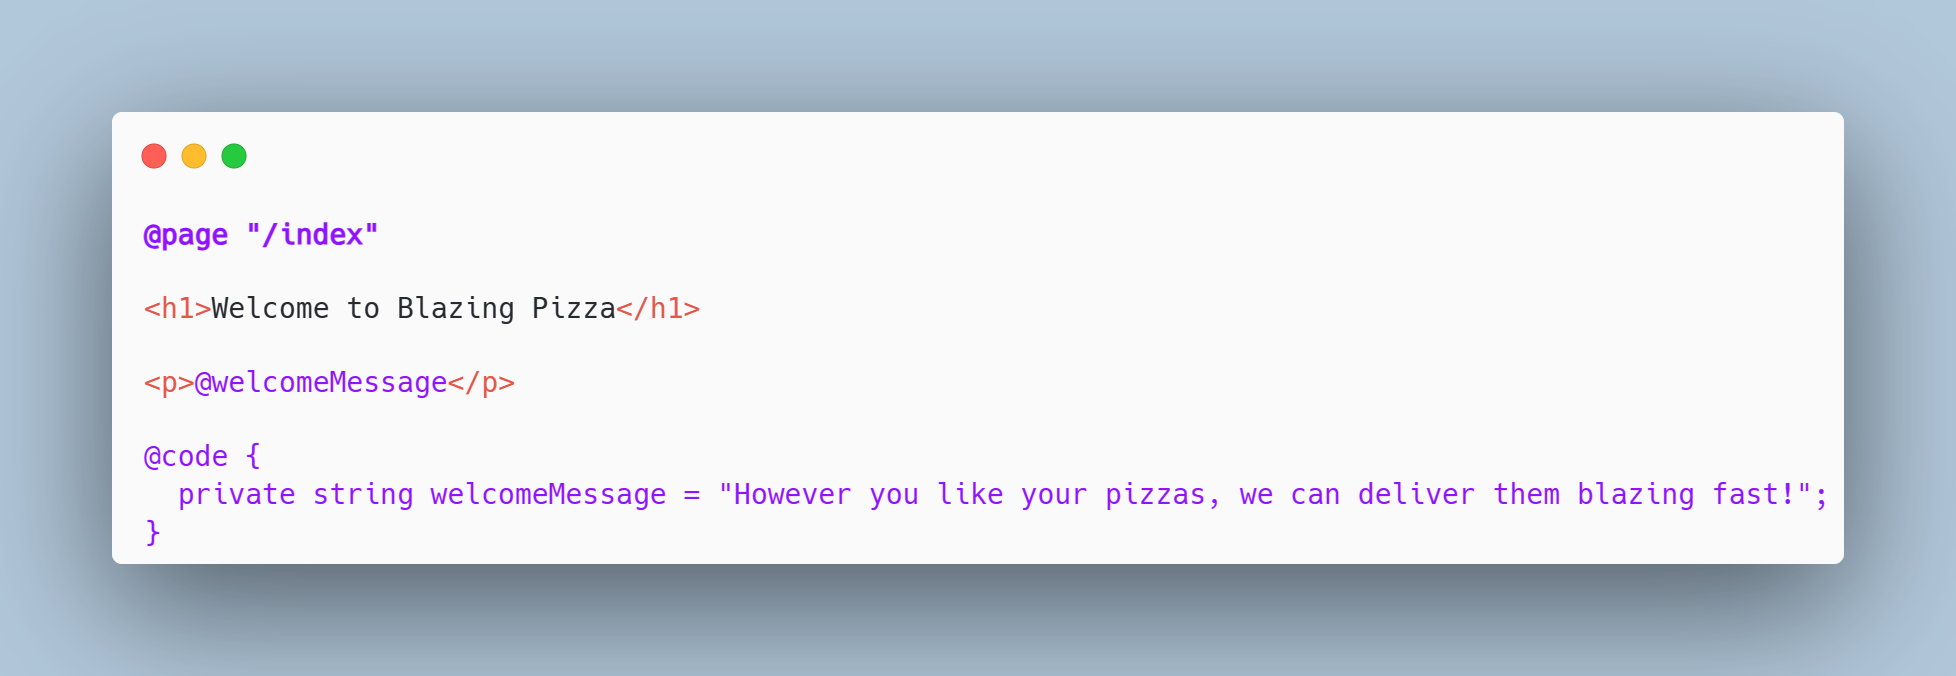 @page "/index"
<h1>Welcome to Blazing Pizza</h1>
<p>@welcomeMessage</p>
@code {
  private string welcomeMessage = "However you like your pizzas, we can deliver them blazing fast!";
}